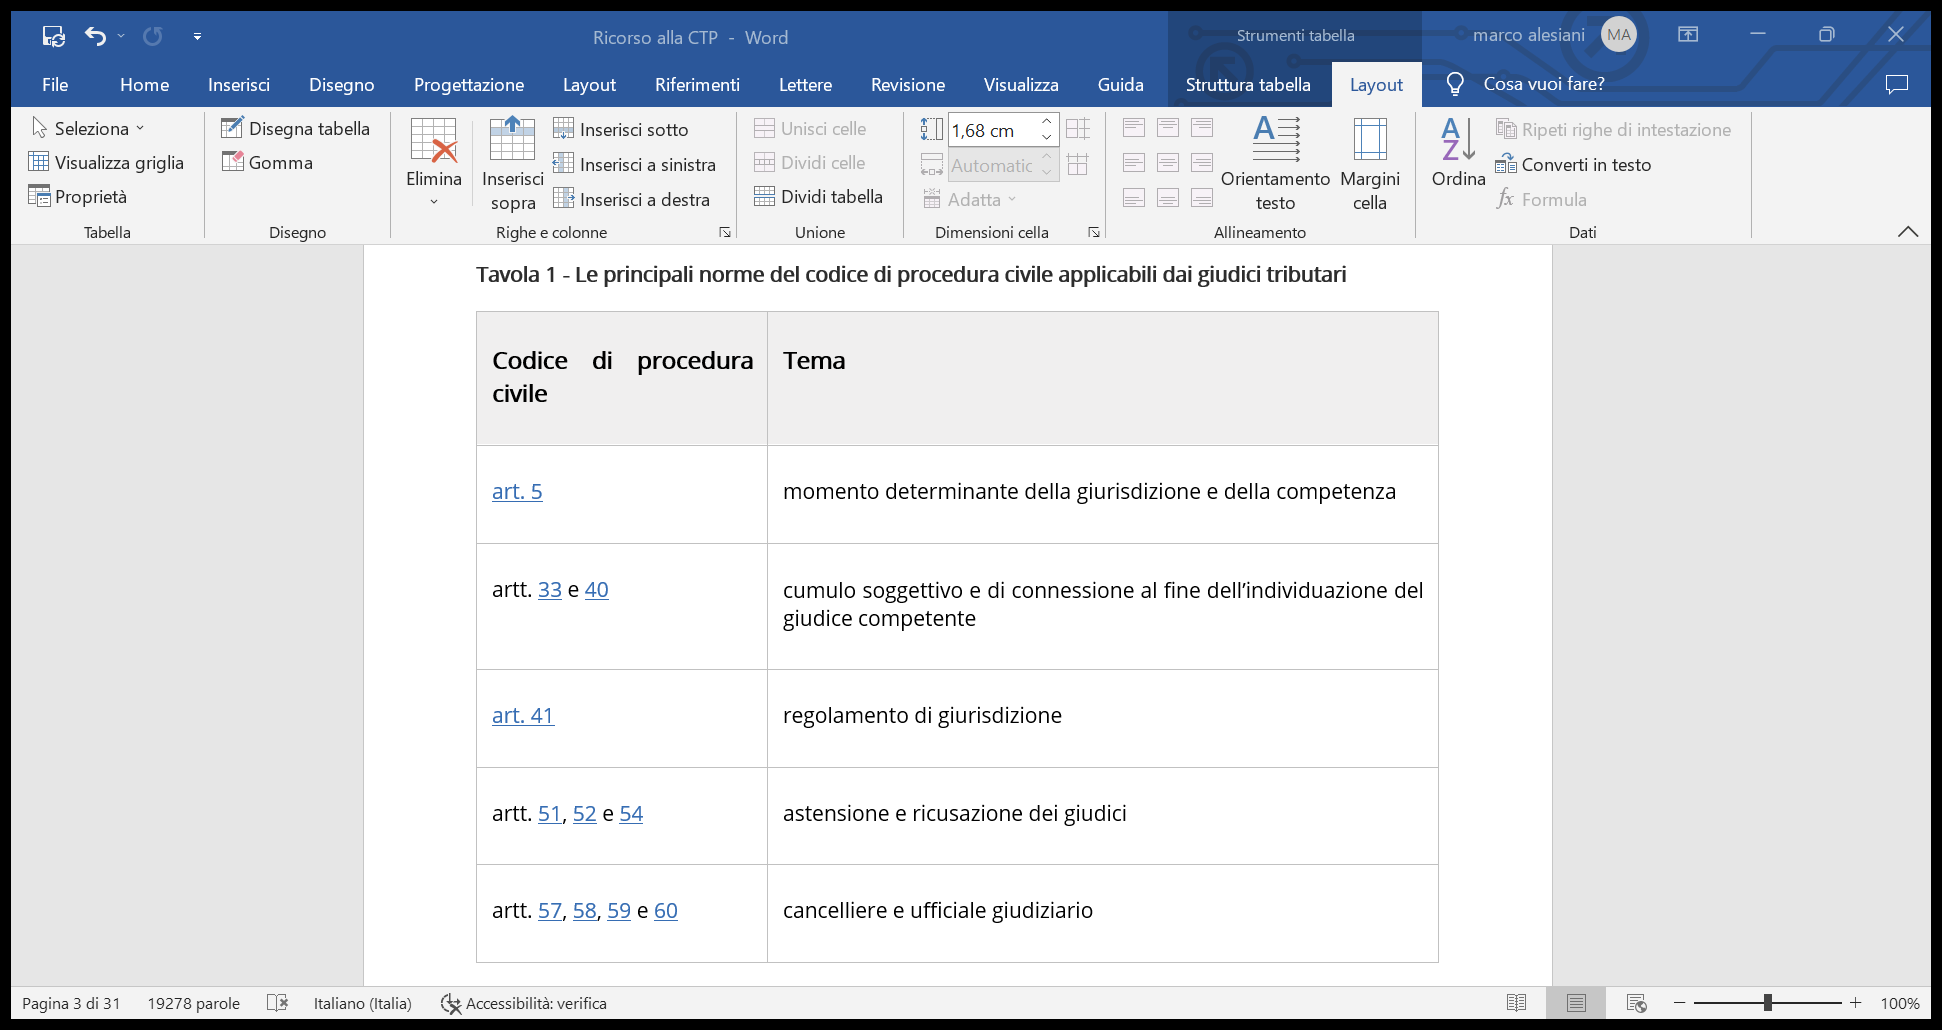 Ricorso alla CTP - Word
Strumenti tabella
marco alesiani MA
File Home Inserisci Disegno Progettazione Layout Riferimenti Lettere Revisione Visualizza Guida Struttura tabella Layout Cosa vuoi fare?
Seleziona
Visualizza griglia
Proprietà
Tabella
Disegna tabella
Gomma
Disegno
Elimina
Inserisci
sopra
Inserisci sotto
Inserisci a sinistra
Inserisci a destra
Righe e colonne
Unisci celle
Dividi celle
Dividi tabella
Unione
1,68 cm
Automatic
Adatta
Dimensioni cella
Orientamento
testo
Margini
cella
Allineamento
Ordina
Ripeti righe di intestazione
Converti in testo
Formula
Dati
Tavola 1 - Le principali norme del codice di procedura civile applicabili dai giudici tributari
Codice di procedura
civile
Tema
art. 5
momento determinante della giurisdizione e della competenza
artt. 33 e 40
cumulo soggettivo e di connessione al fine dell’individuazione del
giudice competente
art. 41
regolamento di giurisdizione
artt. 51, 52 e 54
astensione e ricusazione dei giudici
artt. 57, 58, 59 e 60
cancelliere e ufficiale giudiziario
Pagina 3 di 31 19278 parole Italiano (Italia) Accessibilità: verifica 100%